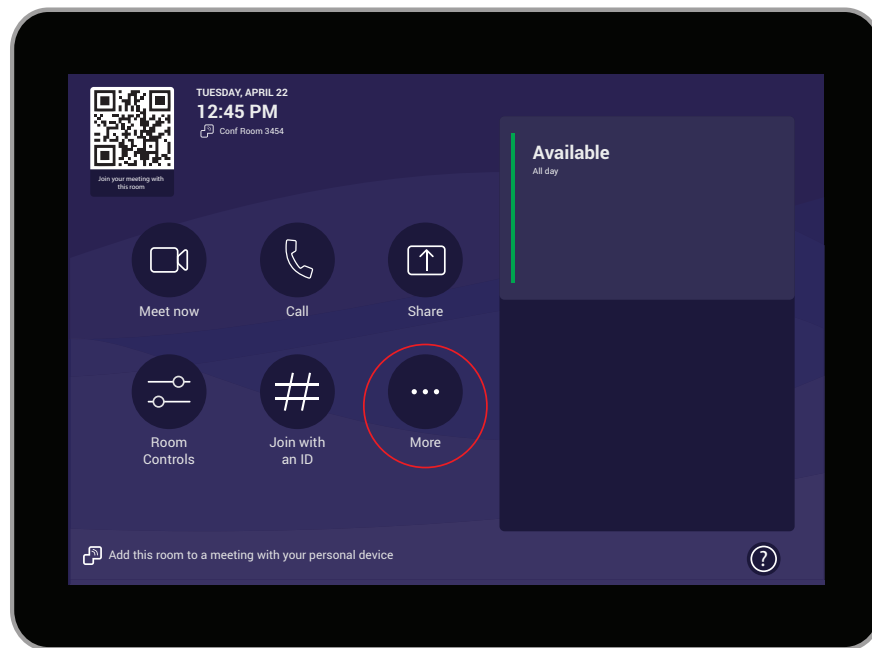 TUESDAY, APRIL 22
12:45 PM
Conf Room 3454
Join your meeting with
this room
Available
All day
Meet now
Call
Share
Room
Controls
Join with
an ID
More
Add this room to a meeting with your personal device
?